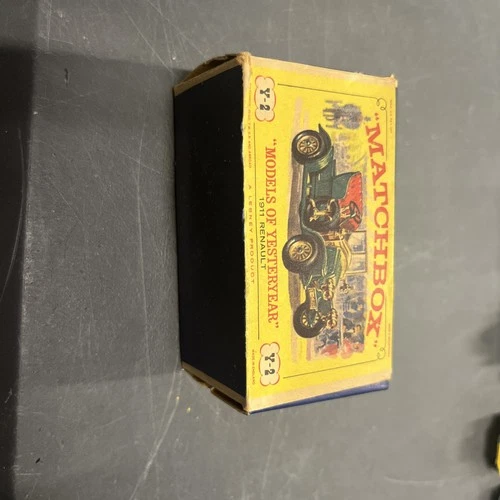 "MATCHBOX"
Y-2
"MODELS OF YESTERYEAR"
1911 RENAULT
Y-2
A LESNEY PRODUCT